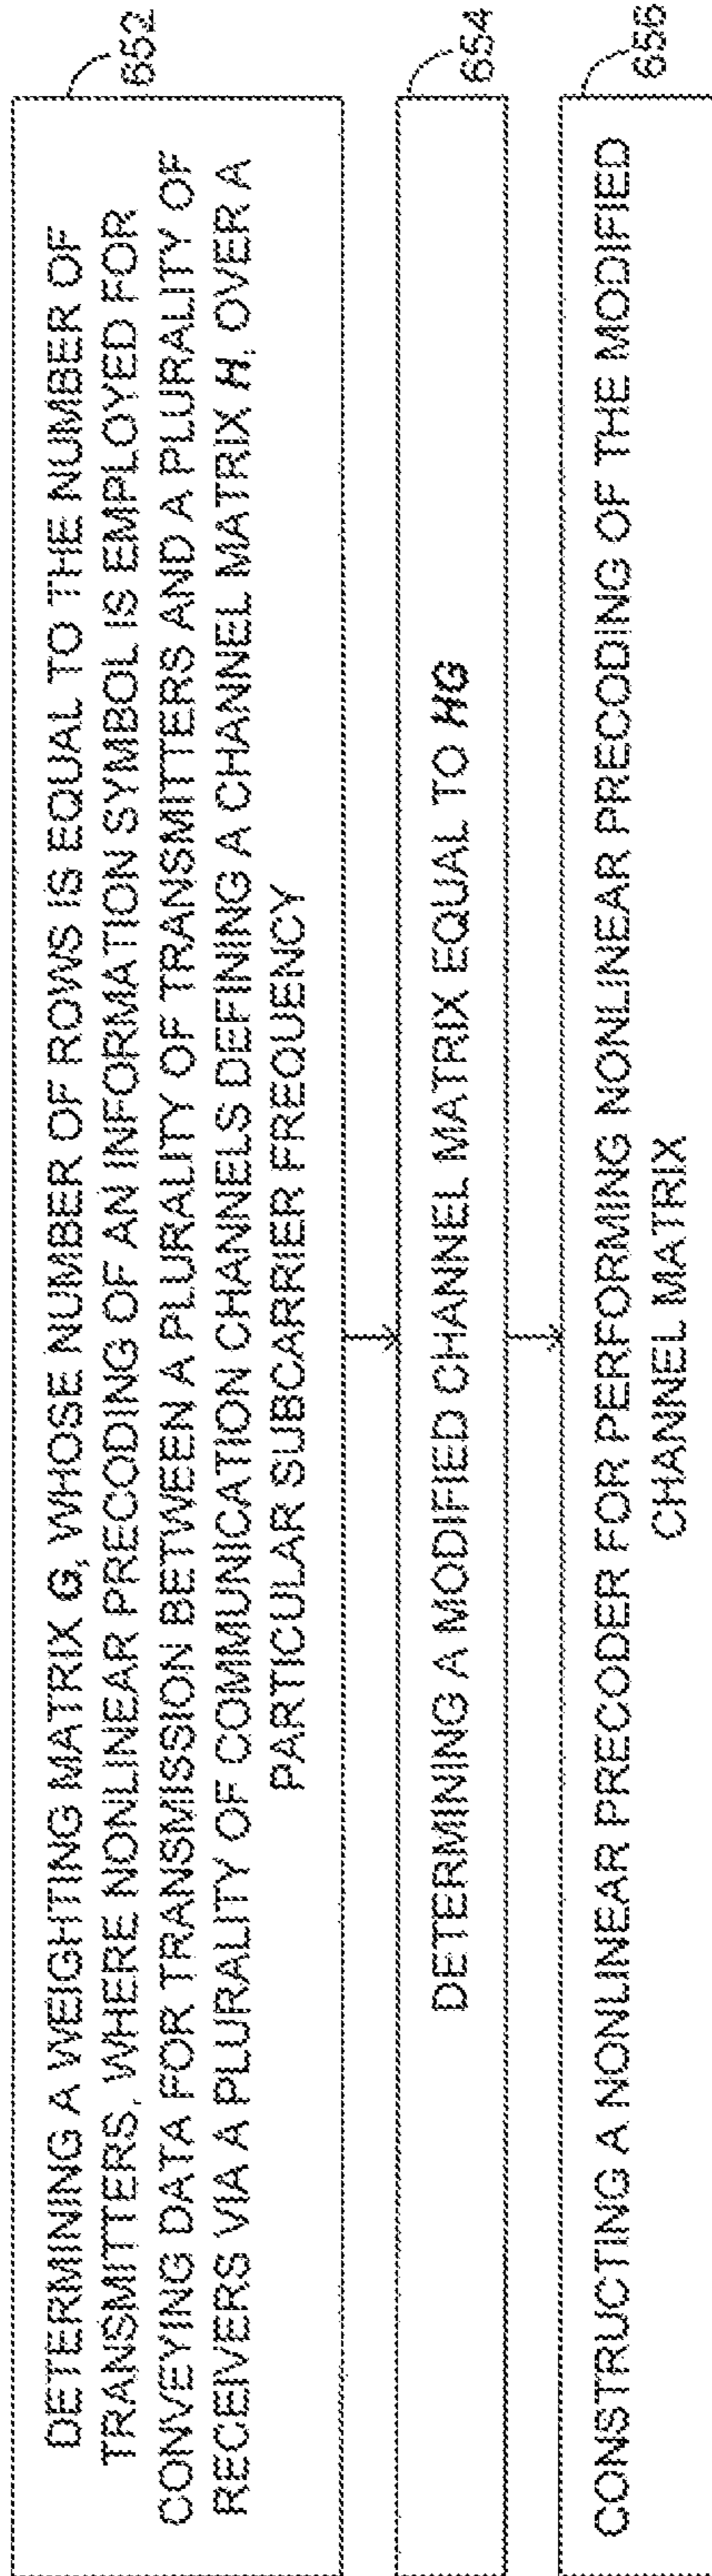 DETERMINING A WEIGHTING MATRIX G, WHOSE NUMBER OF ROWS IS EQUAL TO THE NUMBER OF
TRANSMITTERS, WHERE NONLINEAR PRECODING OF AN INFORMATION SYMBOL IS EMPLOYED FOR
CONVEYING DATA FOR TRANSMISSION BETWEEN A PLURALITY OF TRANSMITTERS AND A PLURALITY OF
RECEIVERS VIA A PLURALITY OF COMMUNICATION CHANNELS DEFINING A CHANNEL MATRIX H, OVER A
PARTICULAR SUBCARRIER FREQUENCY
652
DETERMINING A MODIFIED CHANNEL MATRIX EQUAL TO HG
654
CONSTRUCTING A NONLINEAR PRECODER FOR PERFORMING NONLINEAR PRECODING OF THE MODIFIED
CHANNEL MATRIX
656